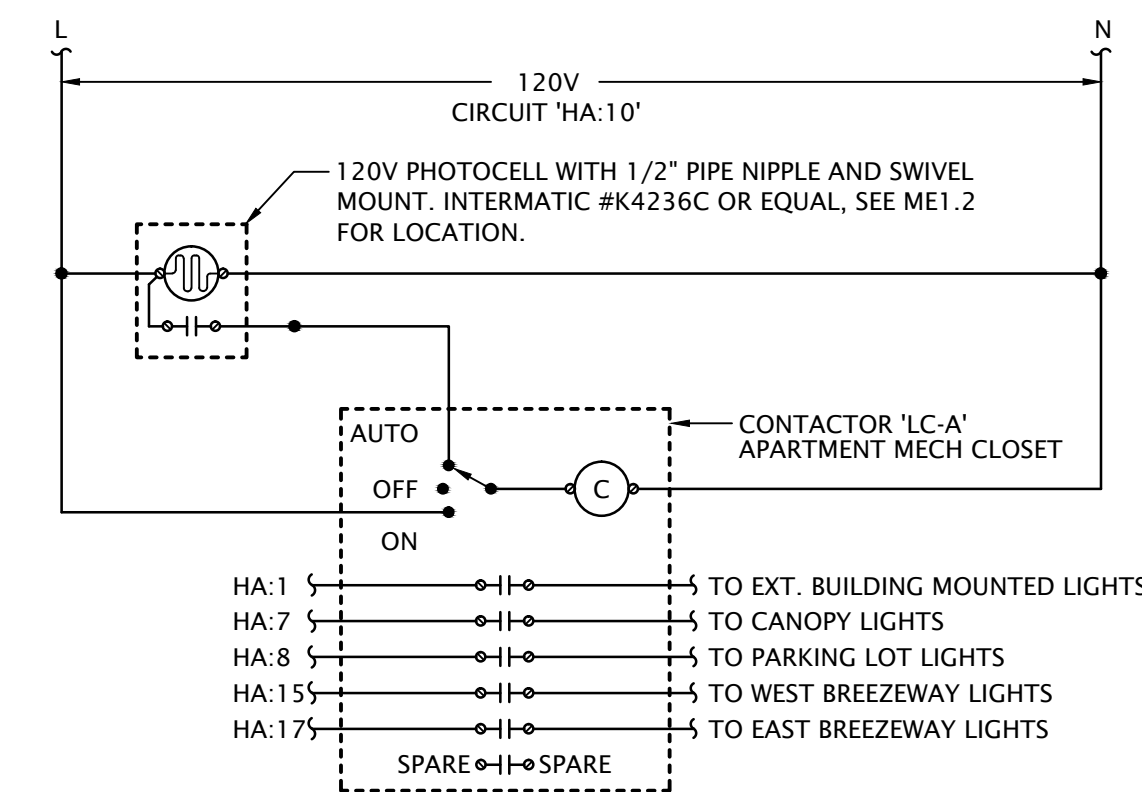 L
N
120V
CIRCUIT 'HA:10'
120V PHOTOCELL WITH 1/2" PIPE NIPPLE AND SWIVEL
MOUNT. INTERMATIC #K4236C OR EQUAL, SEE ME1.2
FOR LOCATION.
CONTACTOR 'LC-A'
APARTMENT MECH CLOSET
AUTO
OFF
C
ON
HA:1 TO EXT. BUILDING MOUNTED LIGHTS
HA:7 TO CANOPY LIGHTS
HA:8 TO PARKING LOT LIGHTS
HA:15 TO WEST BREEZEWAY LIGHTS
HA:17 TO EAST BREEZEWAY LIGHTS
SPARE SPARE